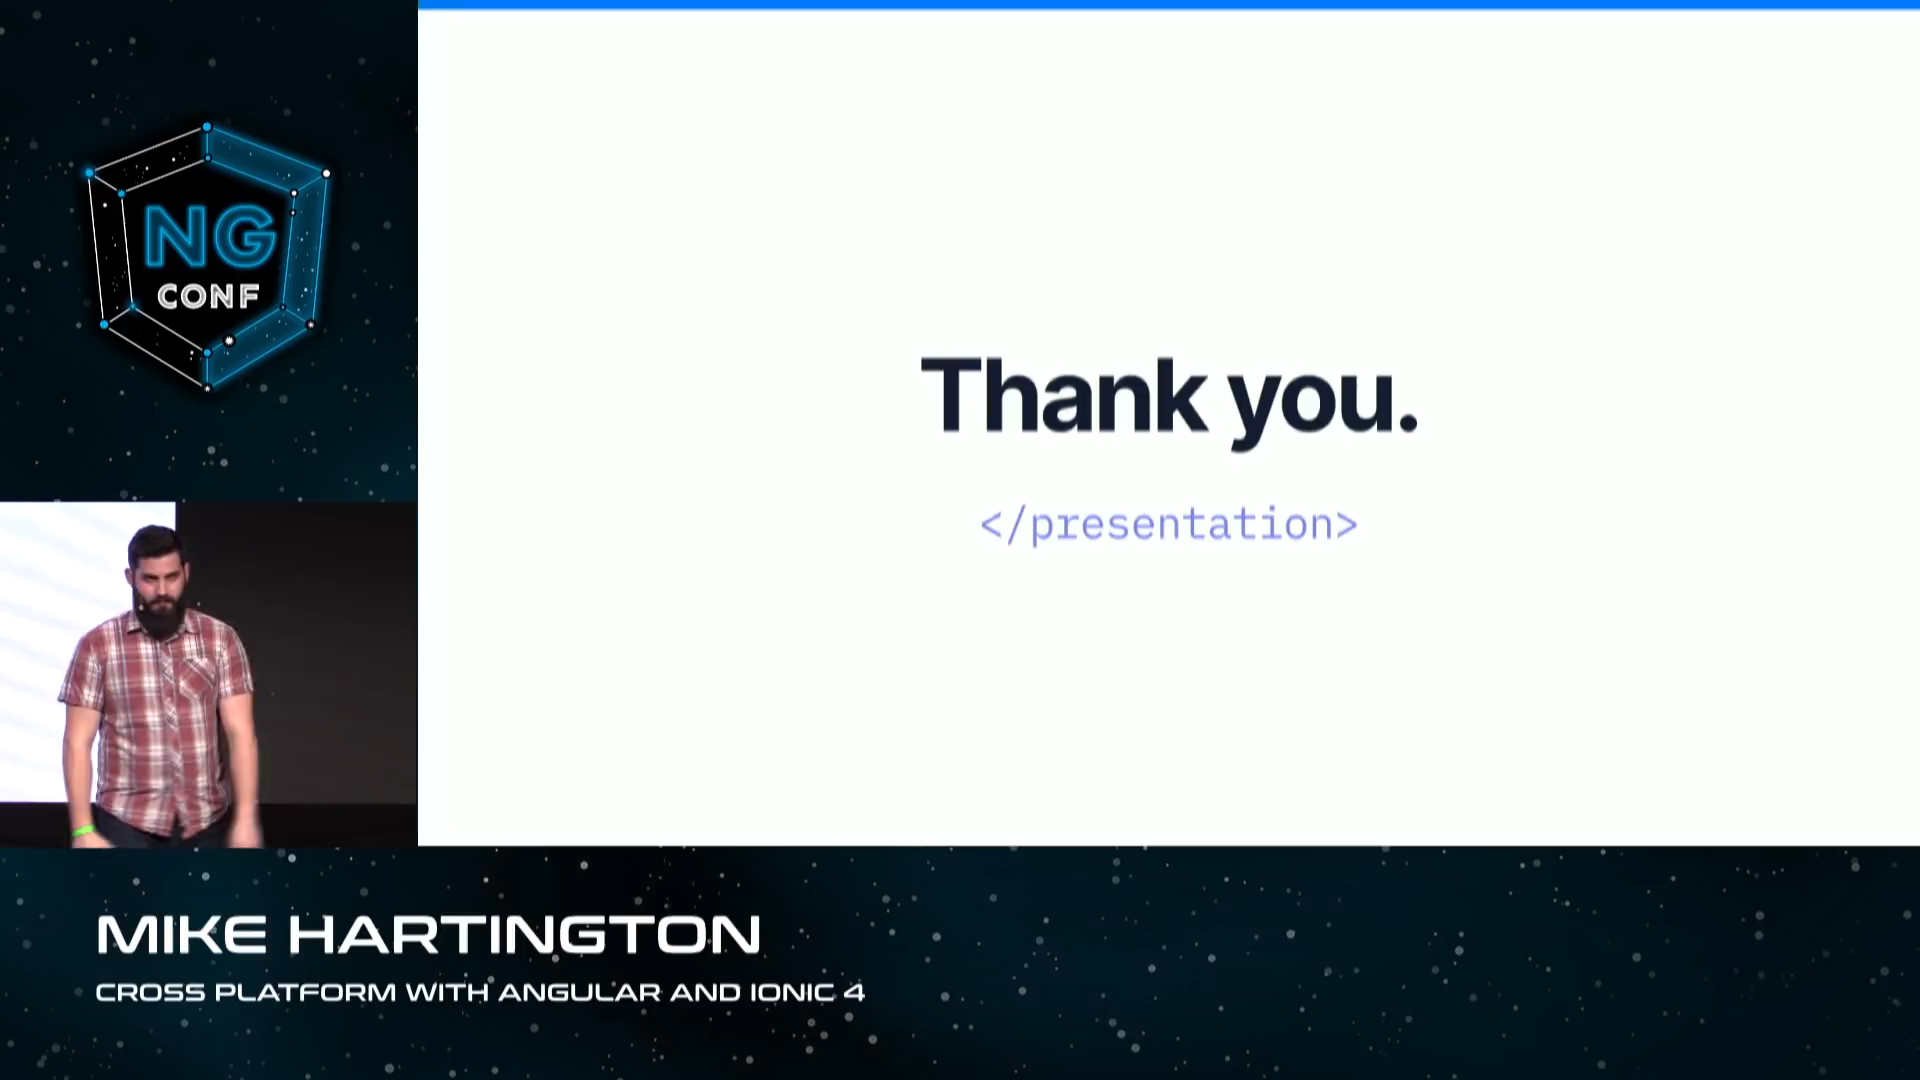 NG
CONF
Thank you.
</presentation>
MIKE HARTINGTON
CROSS PLATFORM WITH ANGULAR AND IONIC 4